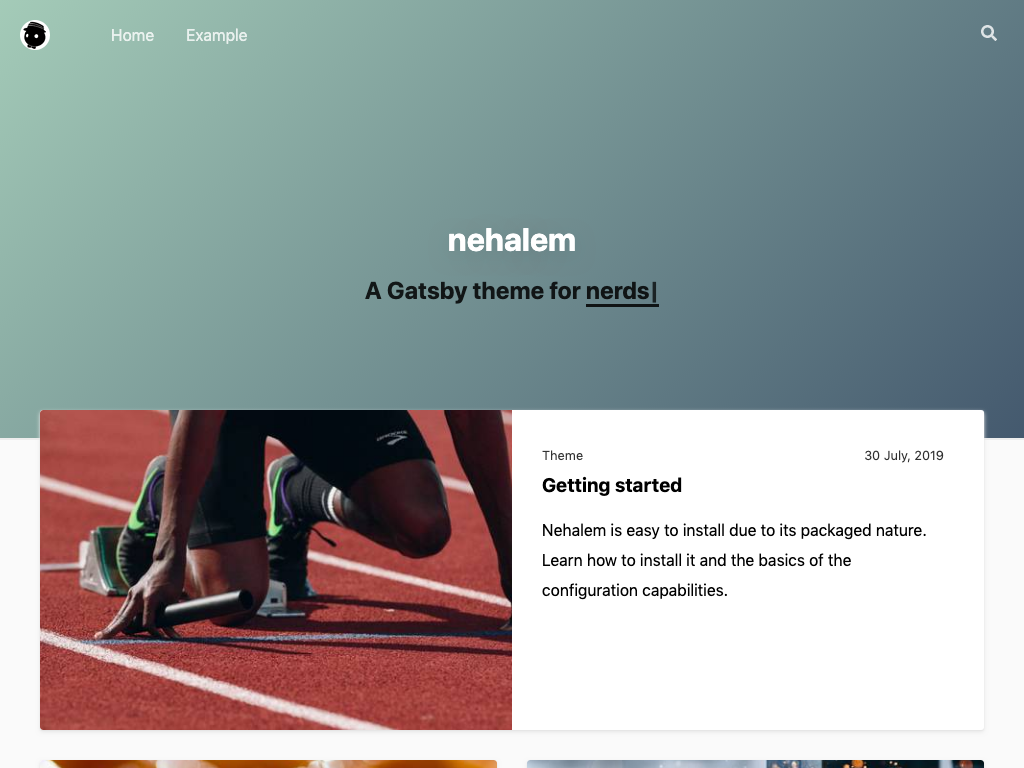 Home Example
nehalem
A Gatsby theme for nerds|
Theme 30 July, 2019
Getting started
Nehalem is easy to install due to its packaged nature.
Learn how to install it and the basics of the
configuration capabilities.